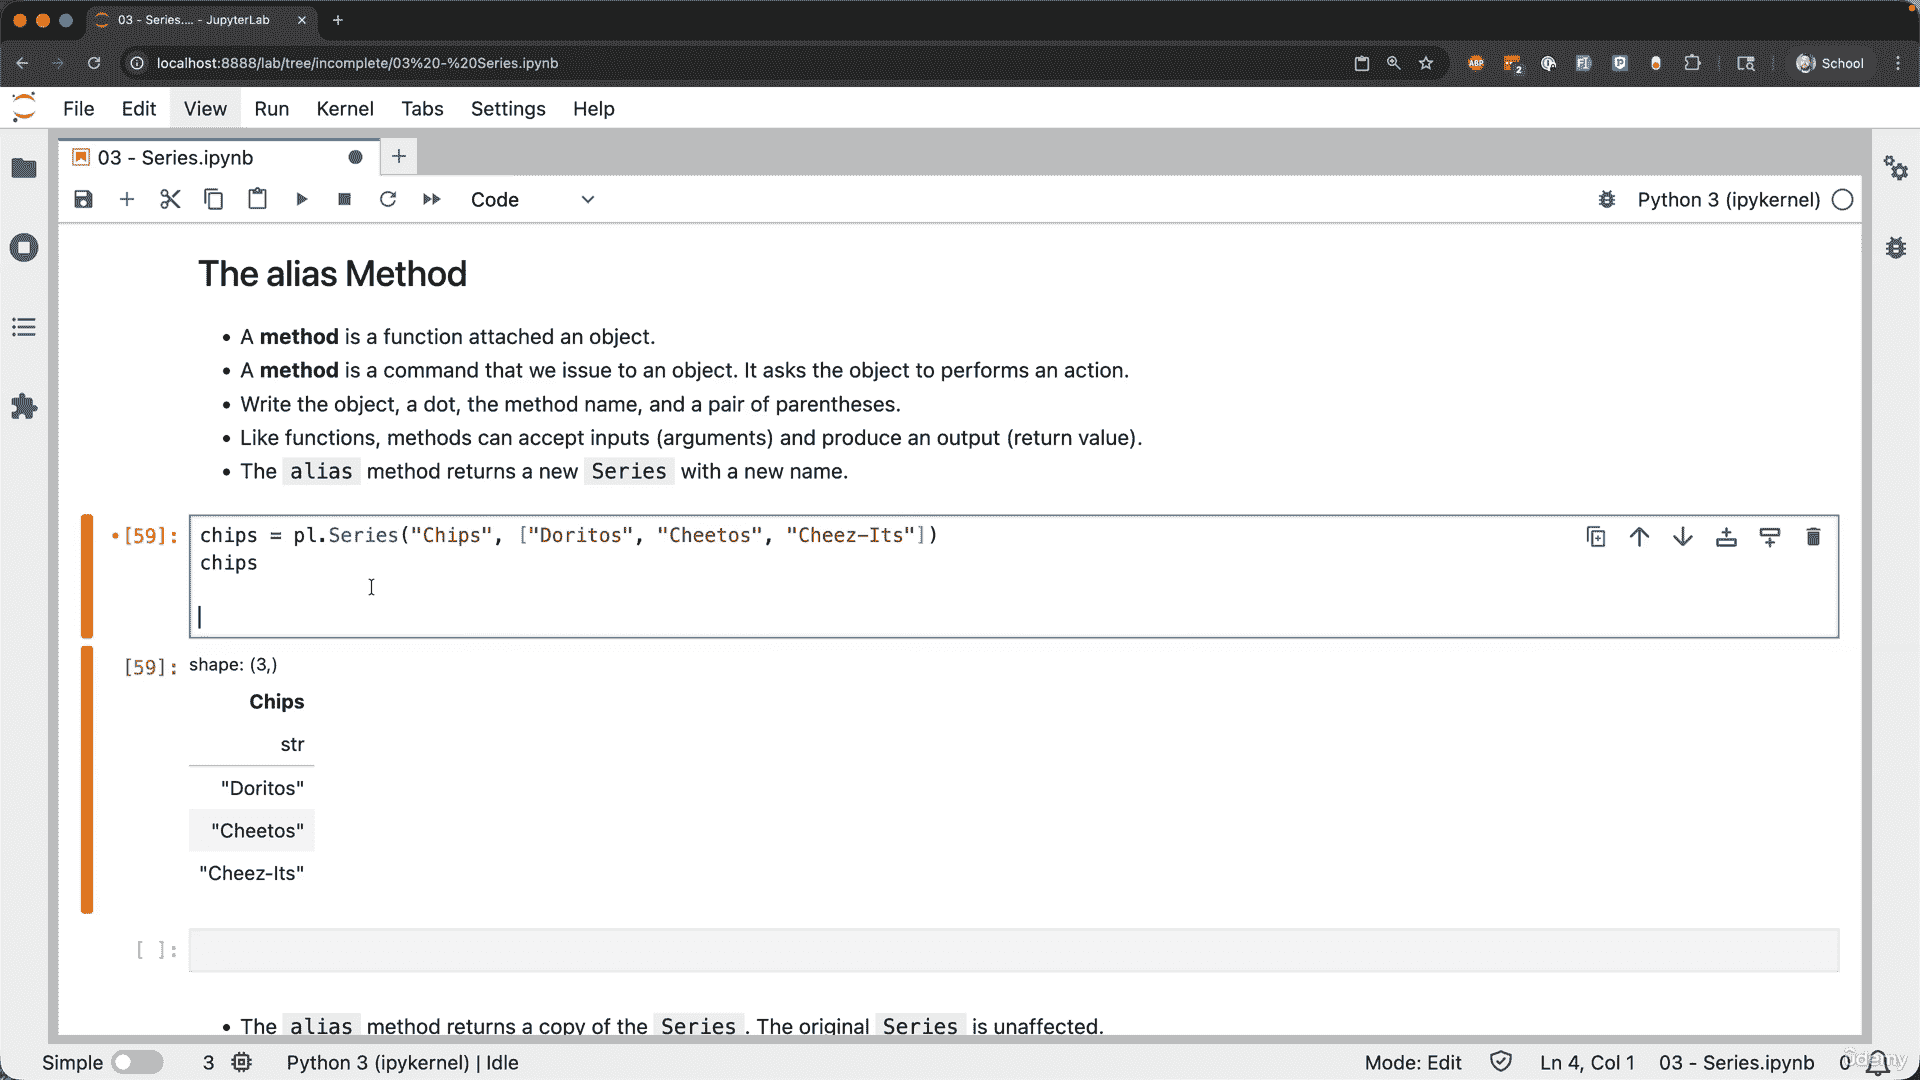 03 - Series.... - JupyterLab
localhost:8888/lab/tree/incomplete/03%20-%20Series.ipynb
ABP
2
School
File Edit View Run Kernel Tabs Settings Help
03 - Series.ipynb
Code
Python 3 (ipykernel)
The alias Method
• A method is a function attached an object.
• A method is a command that we issue to an object. It asks the object to performs an action.
• Write the object, a dot, the method name, and a pair of parentheses.
• Like functions, methods can accept inputs (arguments) and produce an output (return value).
• The alias method returns a new Series with a new name.
[59]: chips = pl.Series("Chips", ["Doritos", "Cheetos", "Cheez-Its"])
chips
[59]: shape: (3,)
Chips
str
"Doritos"
"Cheetos"
"Cheez-Its"
[ ]:
• The alias method returns a copy of the Series. The original Series is unaffected.
Simple 3 Python 3 (ipykernel) | Idle Mode: Edit Ln 4, Col 1 03 - Series.ipynb 0
Udemy